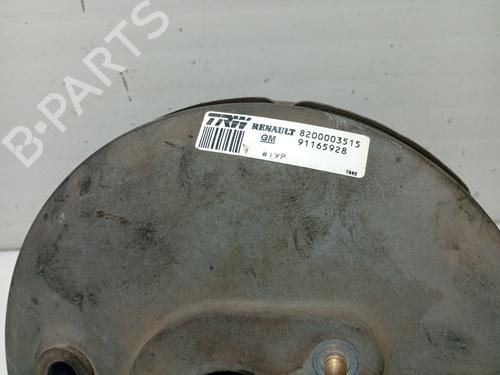 B-PARTS
TRW RENAULT 8200003515
GM 91165928
7885